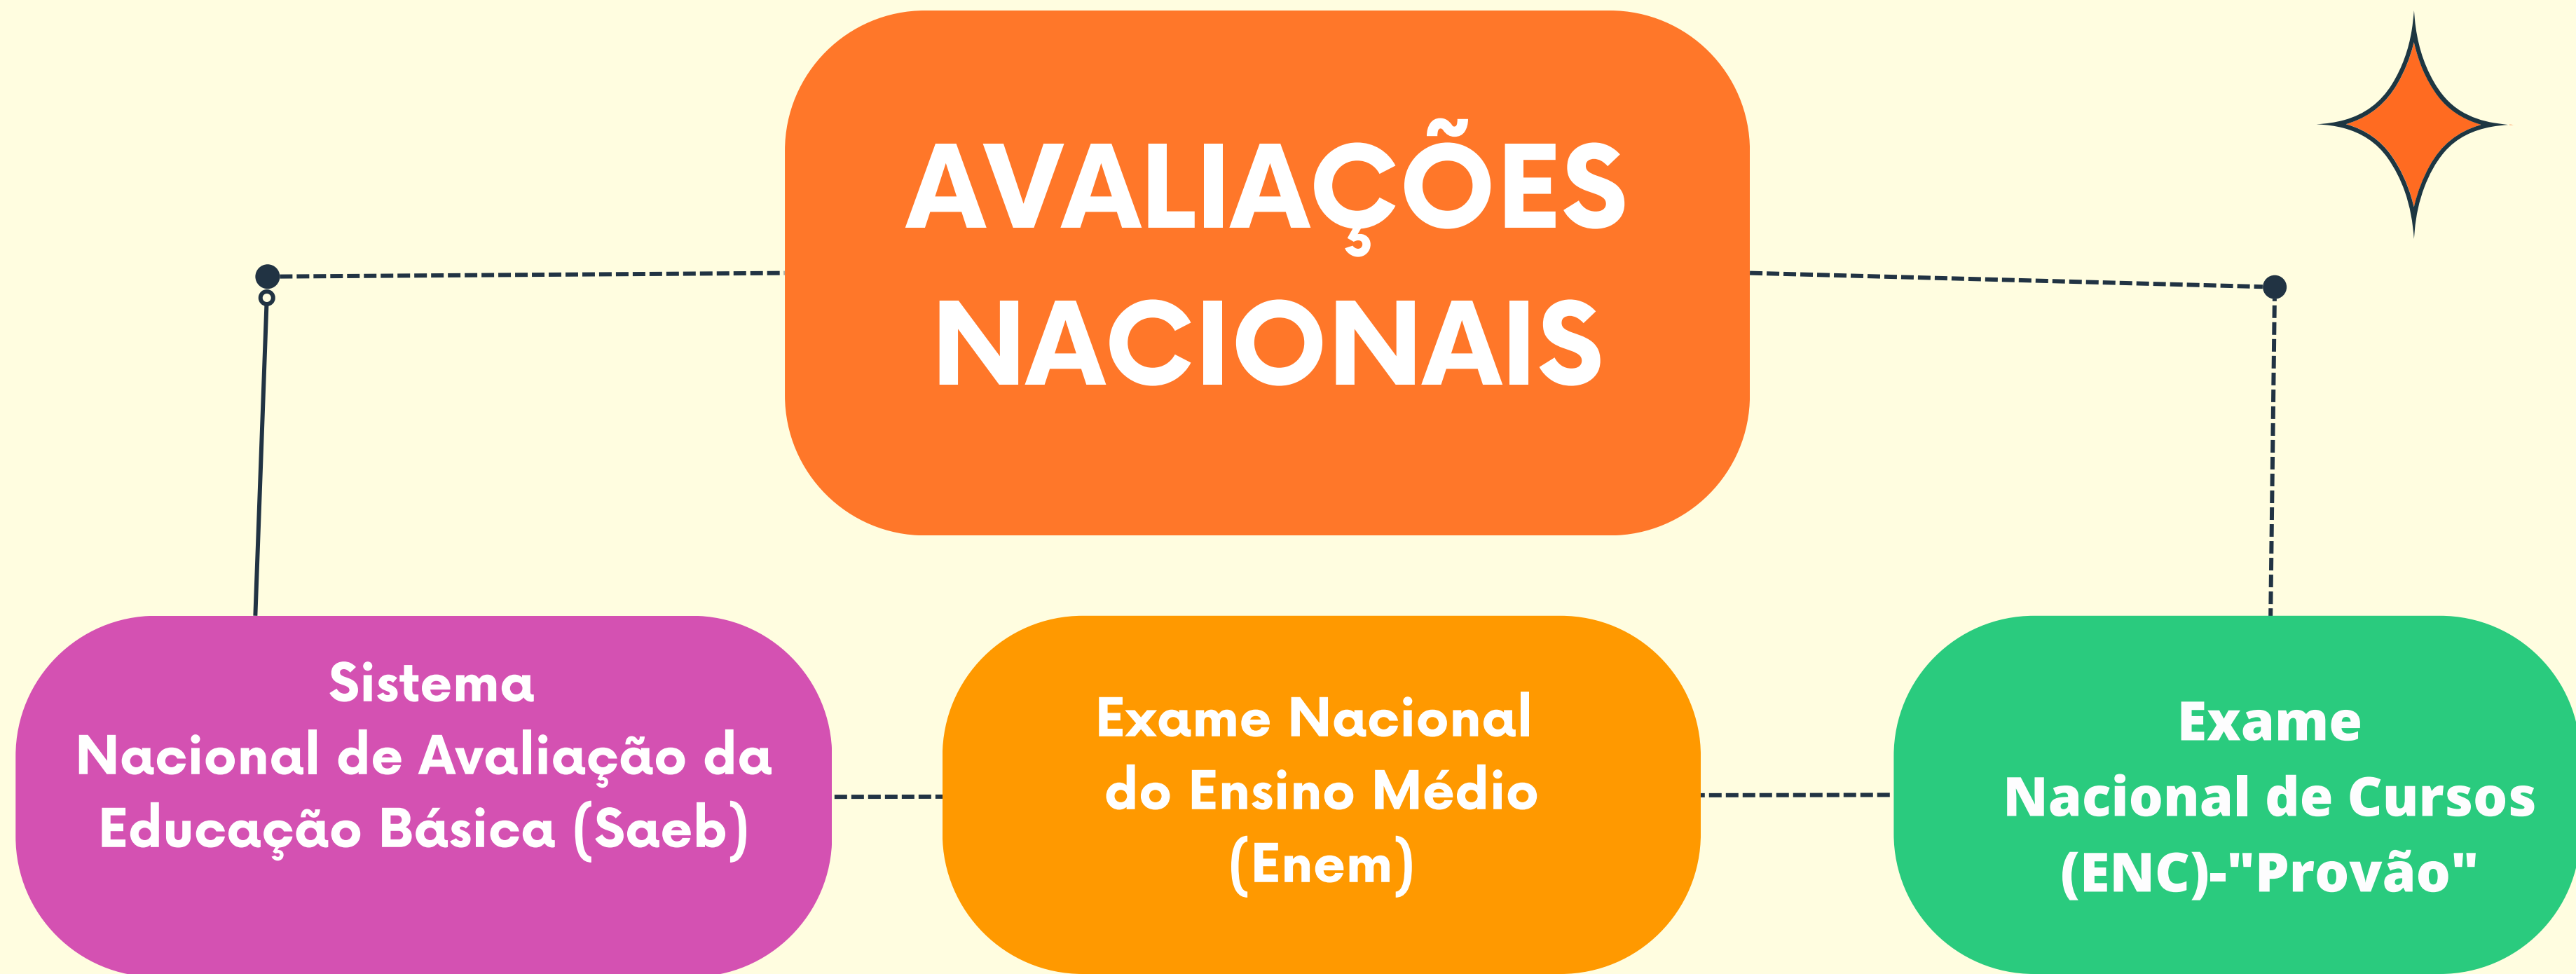 AVALIAÇÕES
NACIONAIS
Sistema
Nacional de Avaliação da
Educação Básica (Saeb)
Exame Nacional
do Ensino Médio
(Enem)
Exame
Nacional de Cursos
(ENC)-"Provão"